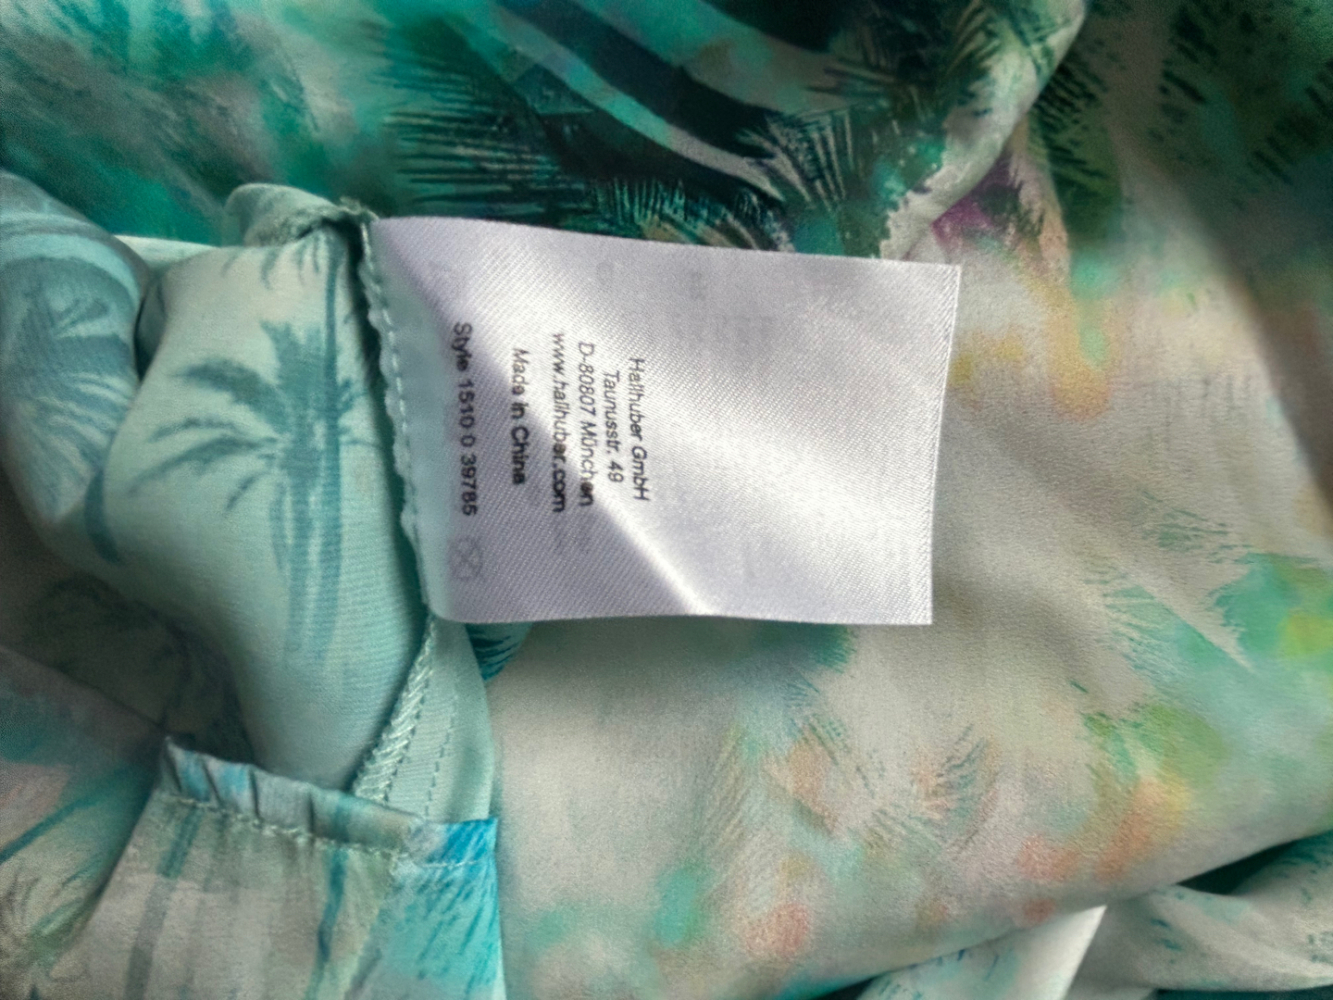 Hallhuber GmbH
Taunusstr. 49
D-80807 München
www.hallhuber.com
Made in China
Style 1510 0 39785